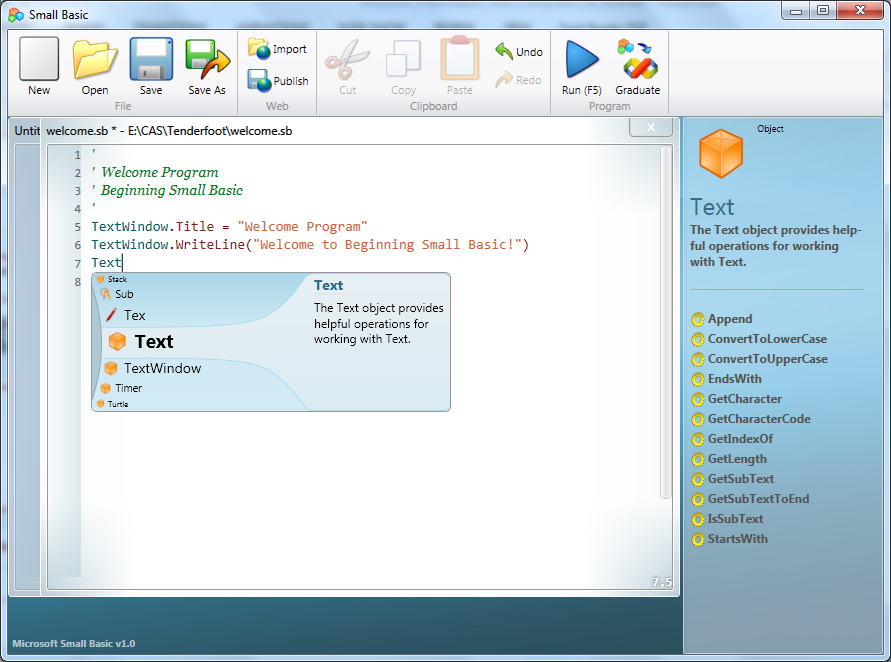 Small Basic
New
Open
Save
Save As
File
Import
Publish
Web
Cut
Copy
Paste
Undo
Redo
Clipboard
Run (F5)
Graduate
Program
Untit
welcome.sb * - E:\CAS\Tenderfoot\welcome.sb
1 '
2 ' Welcome Program
3 ' Beginning Small Basic
4 '
5 TextWindow.Title = "Welcome Program"
6 TextWindow.WriteLine("Welcome to Beginning Small Basic!")
7 Text
8
Stack
Sub
Tex
Text
TextWindow
Timer
Turtle
Text
The Text object provides
helpful operations for
working with Text.
7,5
Object
Text
The Text object provides help-
ful operations for working
with Text.
Append
ConvertToLowerCase
ConvertToUpperCase
EndsWith
GetCharacter
GetCharacterCode
GetIndexOf
GetLength
GetSubText
GetSubTextToEnd
IsSubText
StartsWith
Microsoft Small Basic v1.0